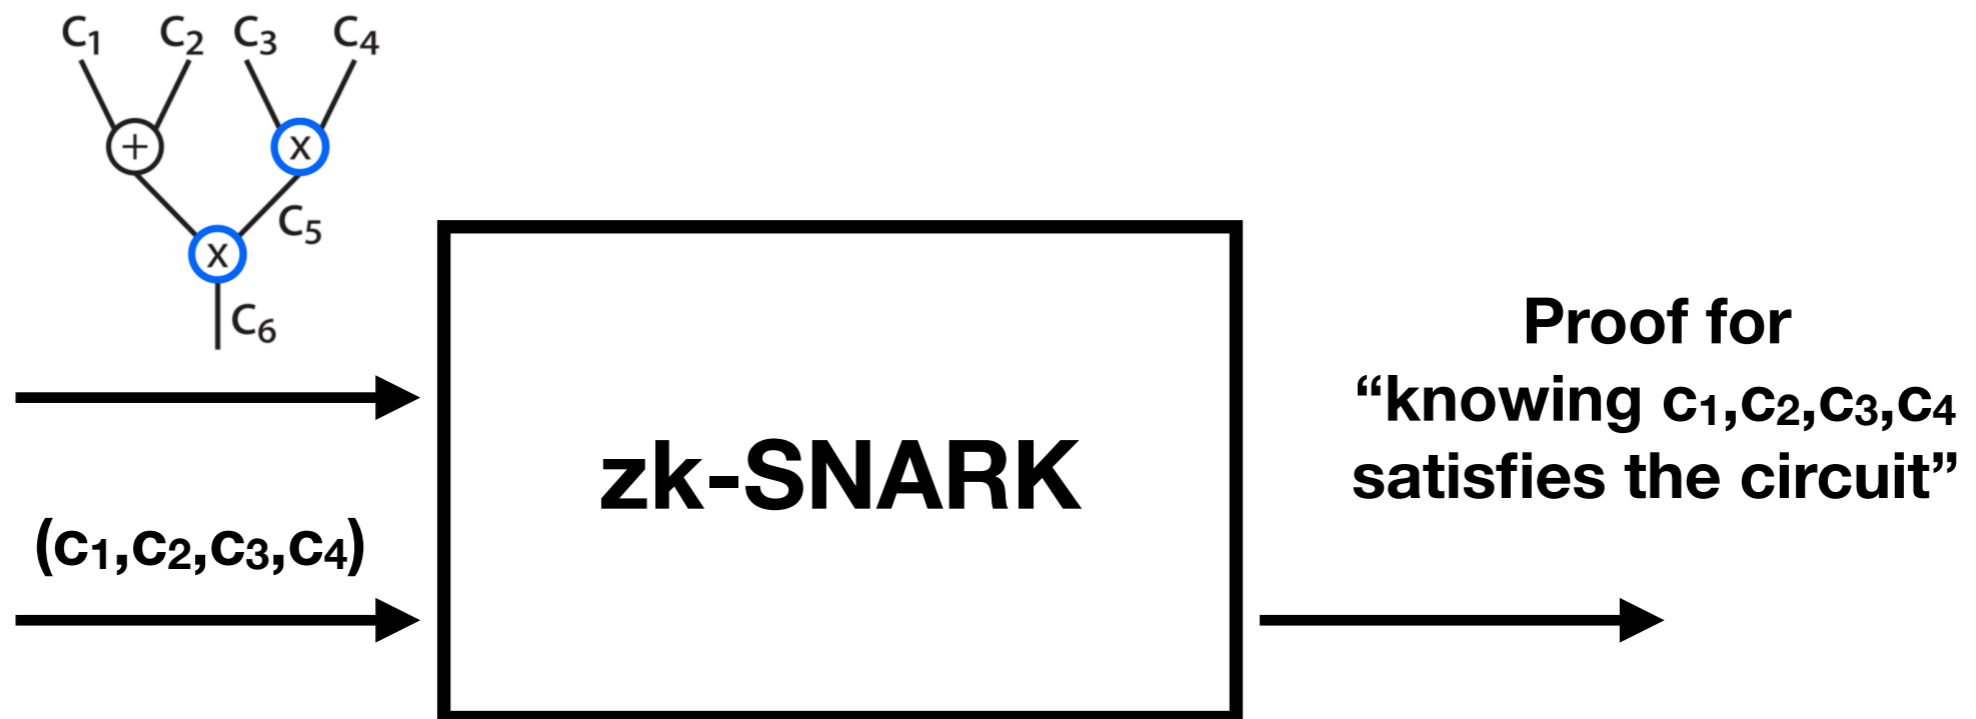 C₁ C₂ C₃ C₄
+ x
C₅
x
C₆
Proof for
“knowing c₁,c₂,c₃,c₄
satisfies the circuit”
zk-SNARK
(c₁,c₂,c₃,c₄)